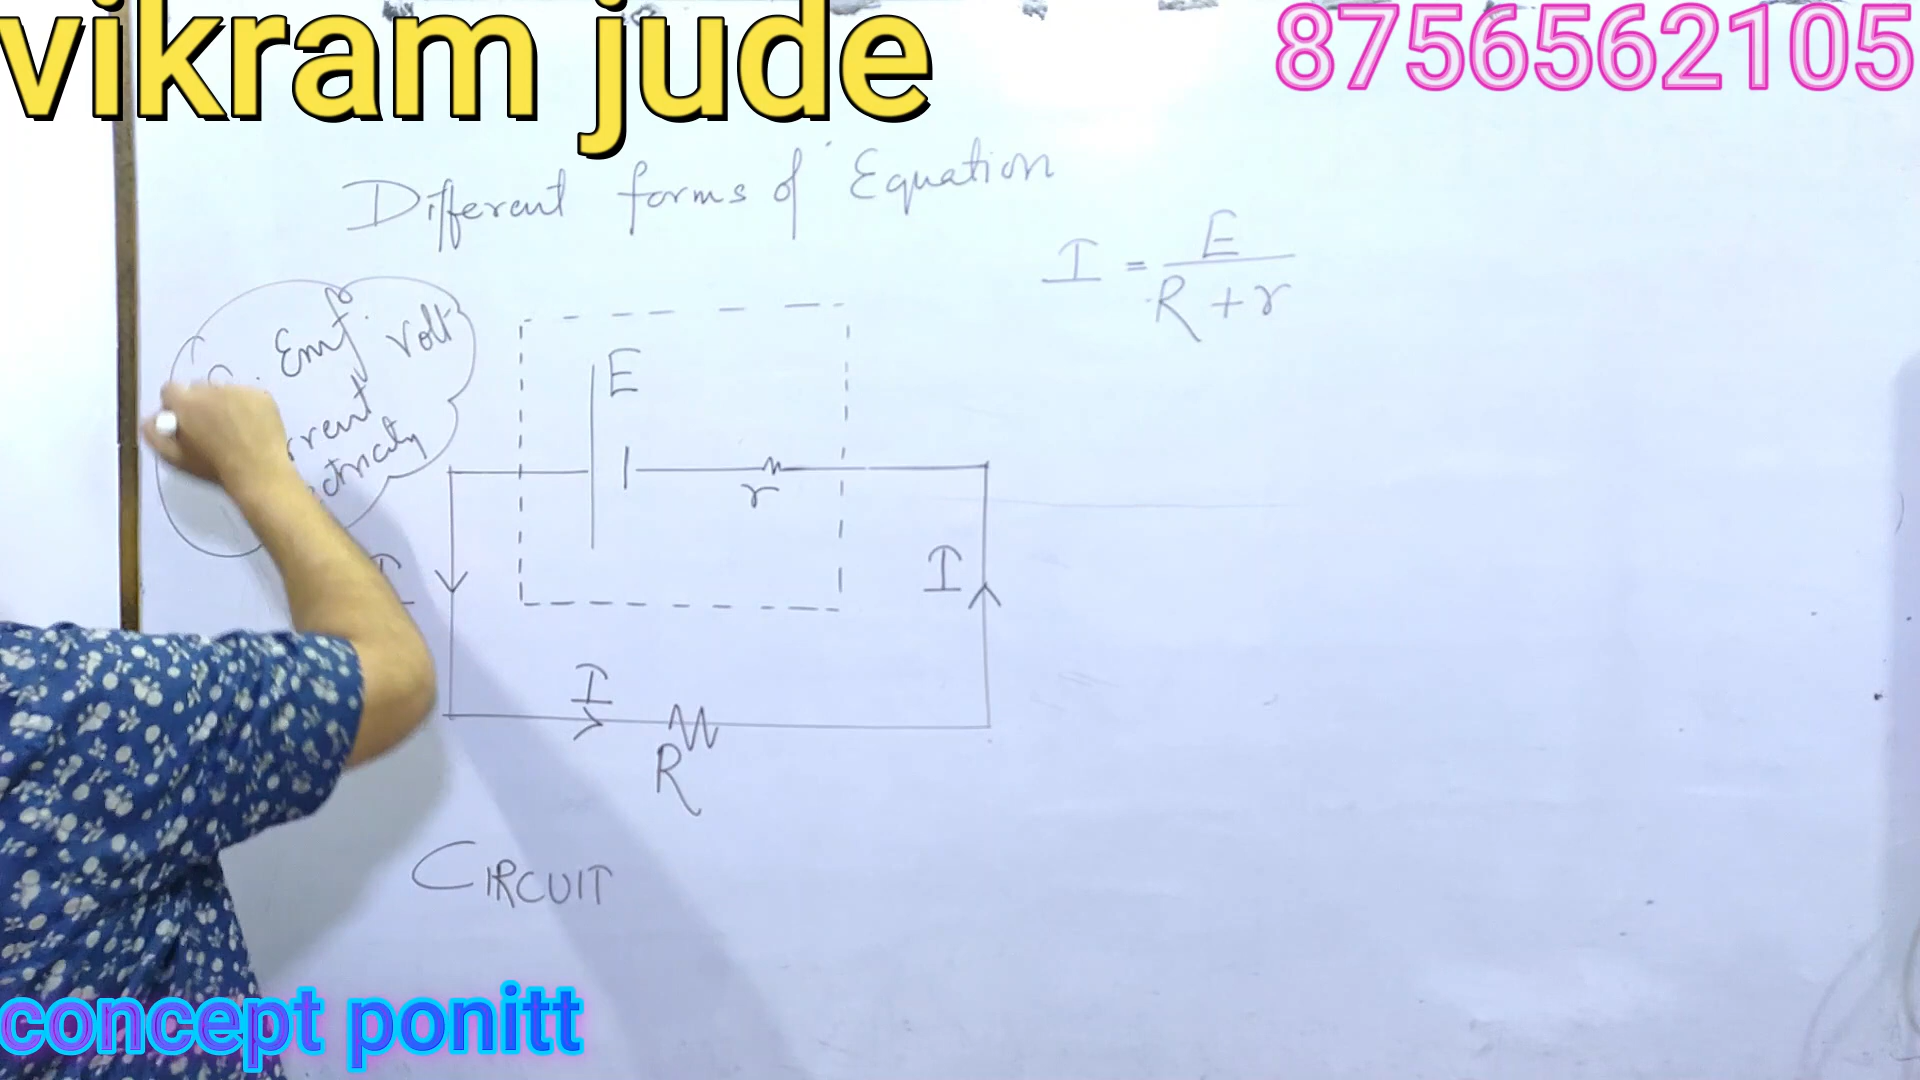 vikram jude
8756562105
Different forms of Equation
I = E
R + r
Emf. Volt
E
r
I
I
I
R
CIRCUIT
concept ponitt